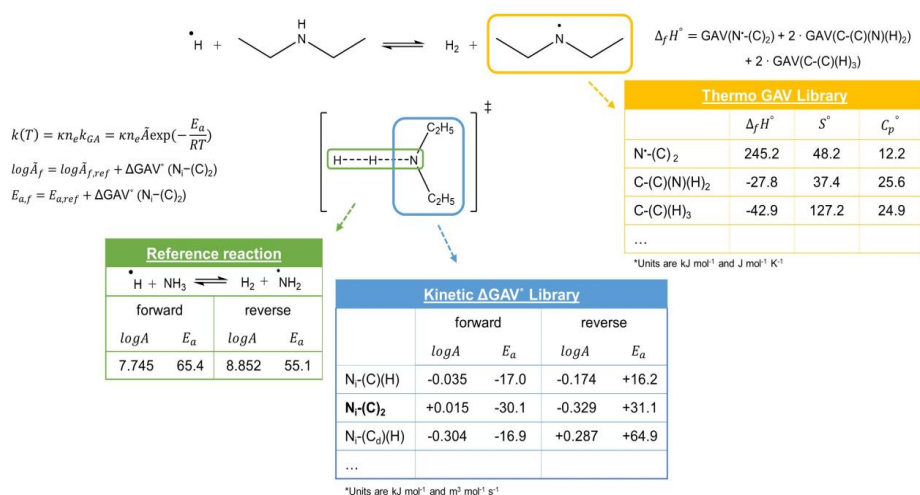 •H + N H ⇌ H₂ + N•
Δ_f H° = GAV(N•-(C)₂) + 2 · GAV(C-(C)(N)(H)₂)
+ 2 · GAV(C-(C)(H)₃)
k(T) = κn_e k_GA = κn_e Ã exp(−E_a/RT)
logÃ_f = logÃ_f,ref + ΔGAV° (N_i−(C)₂)
E_a,f = E_a,ref + ΔGAV° (N_i−(C)₂)
‡
C₂H₅
H---H---N
C₂H₅
Thermo GAV Library
Δ_f H° S° C_p°
N•-(C)₂ 245.2 48.2 12.2
C-(C)(N)(H)₂ -27.8 37.4 25.6
C-(C)(H)₃ -42.9 127.2 24.9
…
*Units are kJ mol⁻¹ and J mol⁻¹ K⁻¹
Reference reaction
•H + NH₃ ⇌ H₂ + •NH₂
forward reverse
logA E_a logA E_a
7.745 65.4 8.852 55.1
Kinetic ΔGAV° Library
forward reverse
logA E_a logA E_a
N_i-(C)(H) -0.035 -17.0 -0.174 +16.2
N_i-(C)₂ +0.015 -30.1 -0.329 +31.1
N_i-(C_d)(H) -0.304 -16.9 +0.287 +64.9
…
*Units are kJ mol⁻¹ and m³ mol⁻¹ s⁻¹